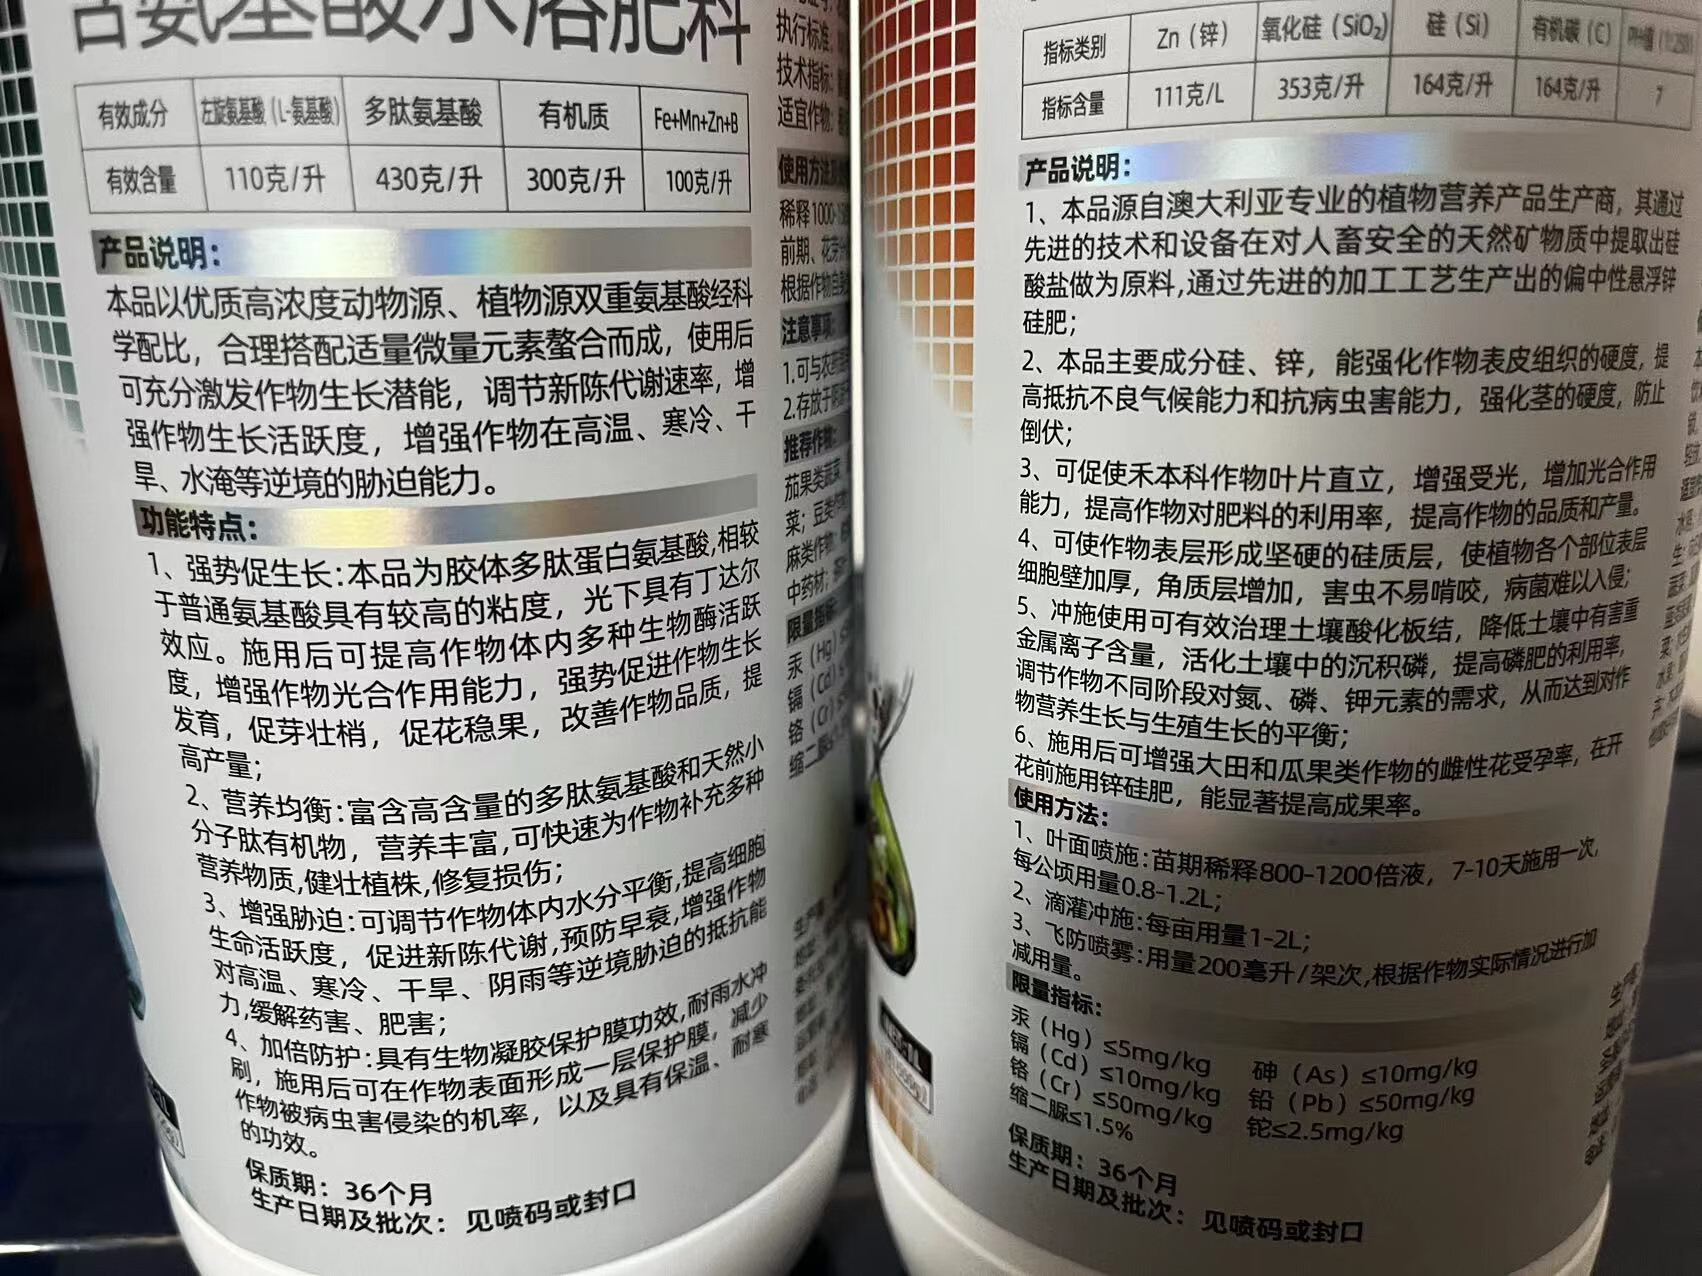 含氨基酸水溶肥料
有效成分 左旋氨基酸（L-氨基酸） 多肽氨基酸 有机质 Fe+Mn+Zn+B
有效含量 110克/升 430克/升 300克/升 100克/升
产品说明：
本品以优质高浓度动物源、植物源双重氨基酸经科
学配比，合理搭配适量微量元素螯合而成，使用后
可充分激发作物生长潜能，调节新陈代谢速率，增
强作物生长活跃度，增强作物在高温、寒冷、干
旱、水淹等逆境的胁迫能力。
功能特点：
1、强势促生长：本品为胶体多肽蛋白氨基酸，相较
于普通氨基酸具有较高的粘度，光下具有丁达尔
效应。施用后可提高作物体内多种生物酶活跃
度，增强作物光合作用能力，强势促进作物生长
发育，促芽壮梢，促花稳果，改善作物品质，提
高产量；
2、营养均衡：富含高含量的多肽氨基酸和天然小
分子肽有机物，营养丰富，可快速为作物补充多种
营养物质，健壮植株，修复损伤；
3、增强胁迫：可调节作物体内水分平衡，提高细胞
生命活跃度，促进新陈代谢，预防早衰，增强作物
对高温、寒冷、干旱、阴雨等逆境胁迫的抵抗能
力，缓解药害、肥害；
4、加倍防护：具有生物凝胶保护膜功效，耐雨水冲
刷，施用后可在作物表面形成一层保护膜，减少
作物被病虫害侵染的机率，以及具有保温、耐寒
的功效。
保质期：36个月
生产日期及批次：见喷码或封口
执行标准
技术指标：
适宜作物：
使用方法
稀释1000-
前期、花芽
根据作物自身
注意事项：
1.可与农
2.存放于
推荐作物：
茄果类蔬菜
菜；豆类
麻类作物
中药材；
限量指标
汞（Hg）
镉（Cd）
铬（Cr）
缩二脲
指标类别 Zn（锌） 氧化硅（SiO₂） 硅（Si） 有机碳（C）
指标含量 111克/L 353克/升 164克/升 164克/升 7
产品说明：
1、本品源自澳大利亚专业的植物营养产品生产商，其通过
先进的技术和设备在对人畜安全的天然矿物质中提取出硅
酸盐做为原料，通过先进的加工工艺生产出的偏中性悬浮锌
硅肥；
2、本品主要成分硅、锌，能强化作物表皮组织的硬度，提
高抵抗不良气候能力和抗病虫害能力，强化茎的硬度，防止
倒伏；
3、可促使禾本科作物叶片直立，增强受光，增加光合作用
能力，提高作物对肥料的利用率，提高作物的品质和产量。
4、可使作物表层形成坚硬的硅质层，使植物各个部位表层
细胞壁加厚，角质层增加，害虫不易啃咬，病菌难以入侵；
5、冲施使用可有效治理土壤酸化板结，降低土壤中有害重
金属离子含量，活化土壤中的沉积磷，提高磷肥的利用率，
调节作物不同阶段对氮、磷、钾元素的需求，从而达到对作
物营养生长与生殖生长的平衡；
6、施用后可增强大田和瓜果类作物的雌性花受孕率，在开
花前施用锌硅肥，能显著提高成果率。
使用方法：
1、叶面喷施：苗期稀释800-1200倍液，7-10天施用一次，
每公顷用量0.8-1.2L；
2、滴灌冲施：每亩用量1-2L；
3、飞防喷雾：用量200毫升/架次，根据作物实际情况进行加
减用量。
限量指标：
汞（Hg）≤5mg/kg 砷（As）≤10mg/kg
镉（Cd）≤10mg/kg 铅（Pb）≤50mg/kg
铬（Cr）≤50mg/kg 铊≤2.5mg/kg
缩二脲≤1.5%
保质期：36个月
生产日期及批次：见喷码或封口